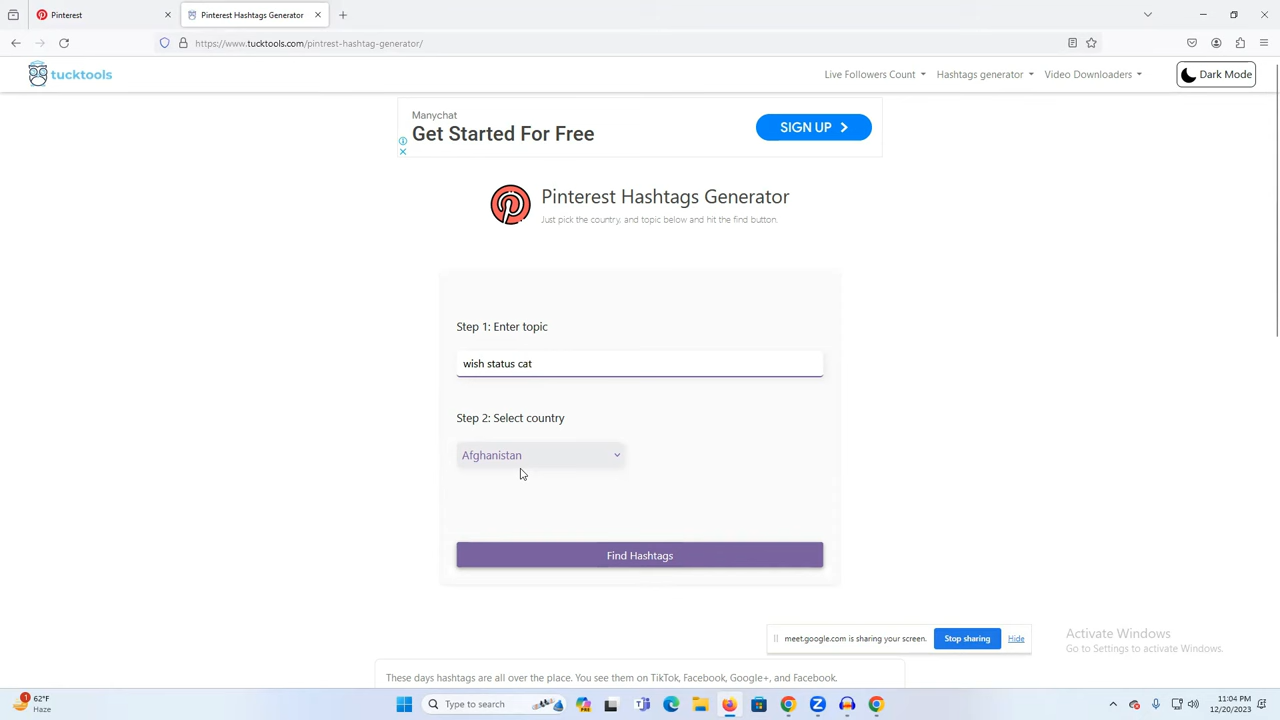 Pinterest
Pinterest Hashtags Generator
https://www.tucktools.com/pintrest-hashtag-generator/
tucktools
Live Followers Count
Hashtags generator
Video Downloaders
Dark Mode
Manychat
Get Started For Free
SIGN UP
Pinterest Hashtags Generator
Just pick the country, and topic below and hit the find button.
Step 1: Enter topic
wish status cat
Step 2: Select country
Afghanistan
Find Hashtags
meet.google.com is sharing your screen.
Stop sharing
Hide
Activate Windows
Go to Settings to activate Windows.
These days hashtags are all over the place. You see them on TikTok, Facebook, Google+, and Facebook.
1
62°F
Haze
Type to search
11:04 PM
12/20/2023